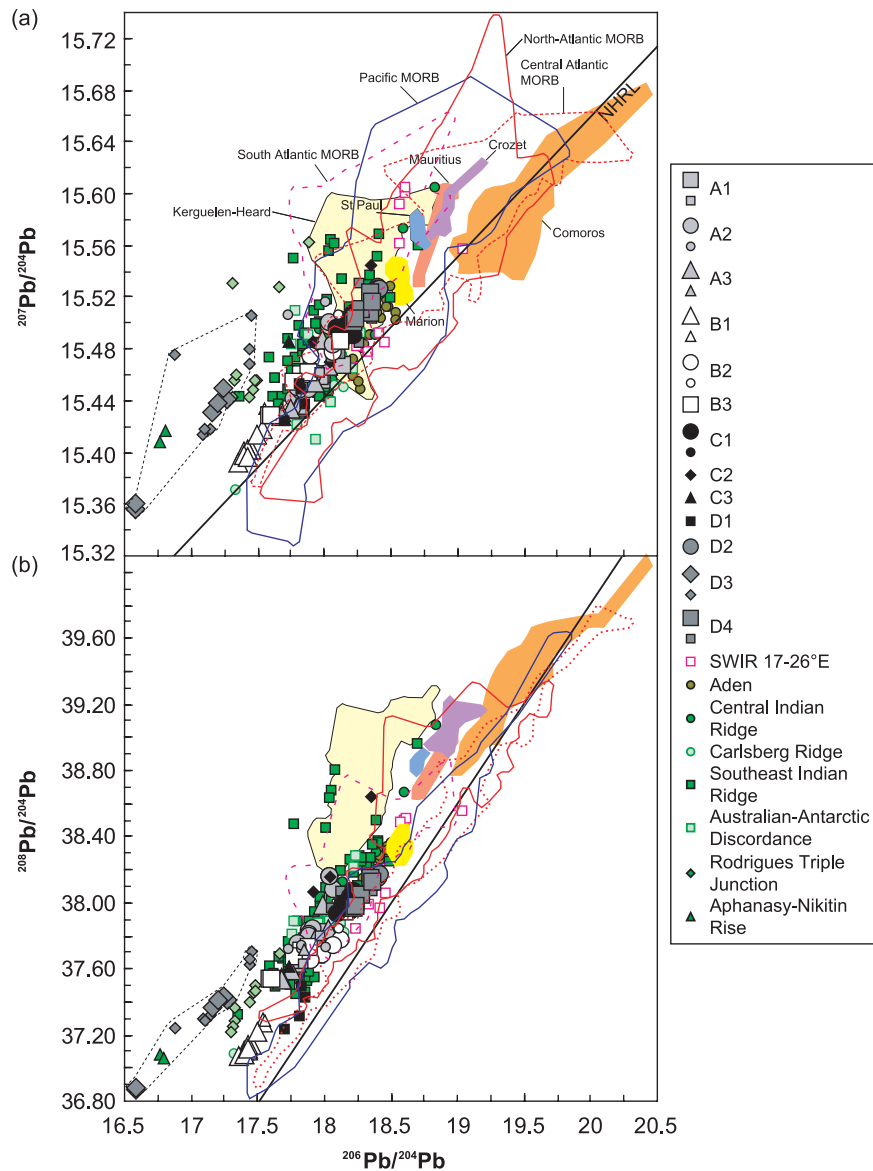 (a)
15.72
15.68
15.64
15.60
15.56
15.52
15.48
15.44
15.40
15.36
15.32
207Pb/204Pb
North-Atlantic MORB
Central Atlantic
MORB
Pacific MORB
NHRL
South Atlantic MORB
Mauritius
Crozet
St Paul
Kerguelen-Heard
Comoros
Marion
(b)
39.60
39.20
38.80
38.40
38.00
37.60
37.20
36.80
208Pb/204Pb
16.5
17
17.5
18
18.5
19
19.5
20
20.5
206Pb/204Pb
A1
A2
A3
B1
B2
B3
C1
C2
C3
D1
D2
D3
D4
SWIR 17-26°E
Aden
Central Indian
Ridge
Carlsberg Ridge
Southeast Indian
Ridge
Australian-Antarctic
Discordance
Rodrigues Triple
Junction
Aphanasy-Nikitin
Rise